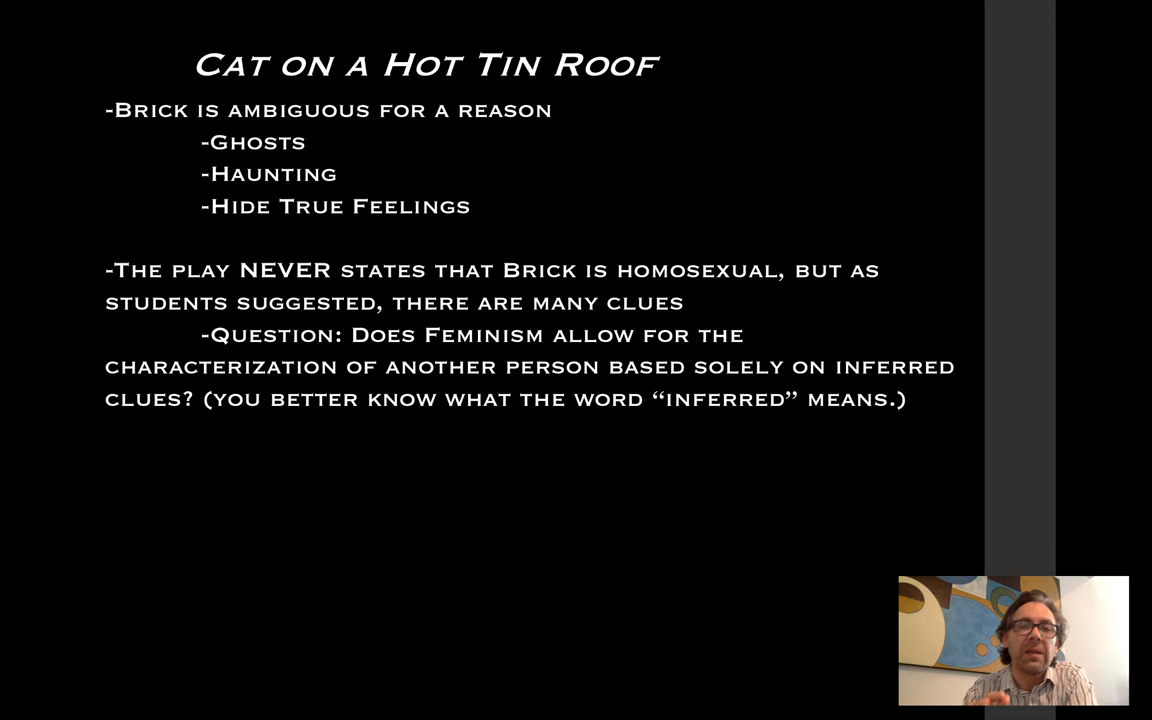 Cat on a Hot Tin Roof
-Brick is ambiguous for a reason
-Ghosts
-Haunting
-Hide True Feelings
-The play NEVER states that Brick is homosexual, but as
students suggested, there are many clues
-Question: Does Feminism allow for the
characterization of another person based solely on inferred
clues? (you better know what the word “inferred” means.)